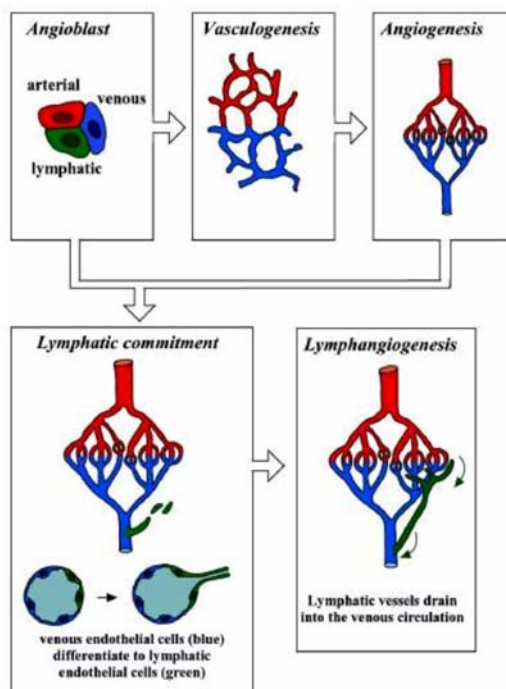 Angioblast
arterial
venous
lymphatic
Vasculogenesis
Angiogenesis
Lymphatic commitment
venous endothelial cells (blue)
differentiate to lymphatic
endothelial cells (green)
Lymphangiogenesis
Lymphatic vessels drain
into the venous circulation